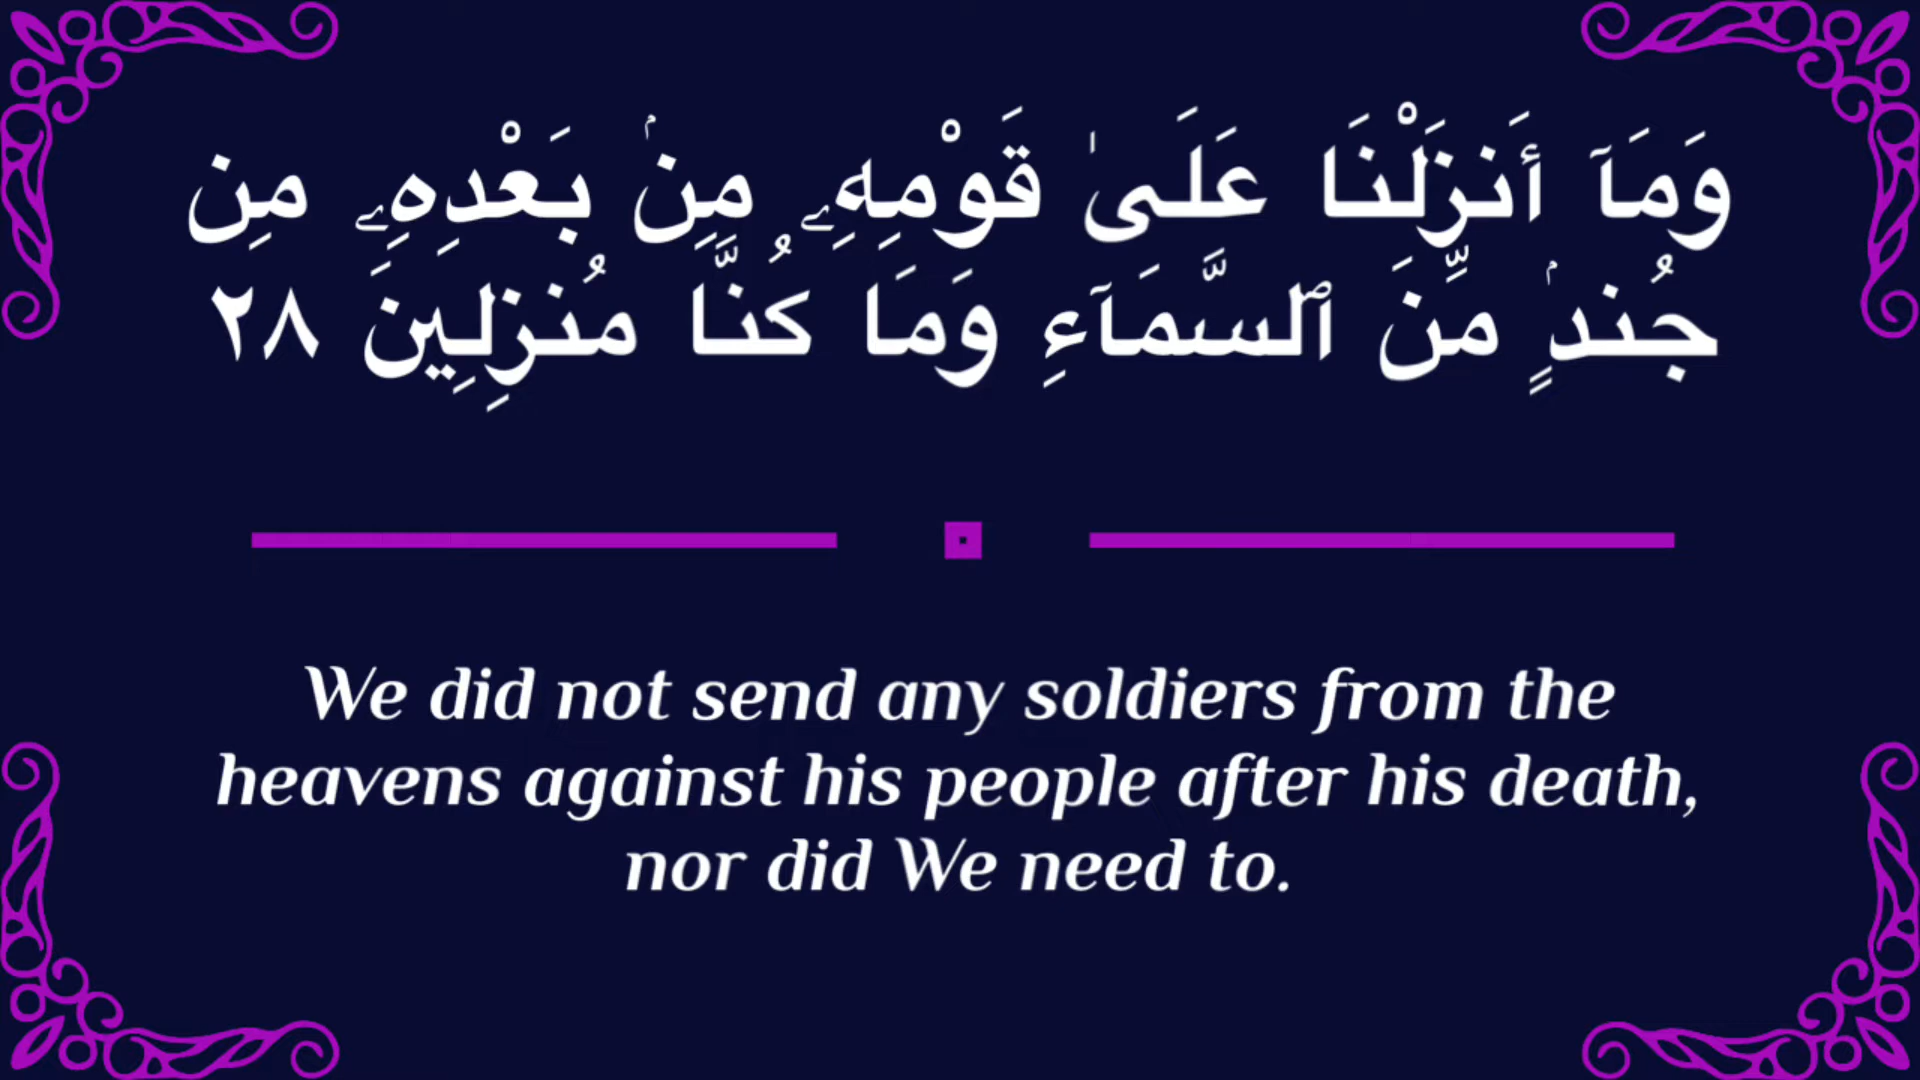 وَمَآ أَنزَلْنَا عَلَىٰ قَوْمِهِۦ مِنۢ بَعْدِهِۦ مِن
جُندٍۢ مِّنَ ٱلسَّمَآءِ وَمَا كُنَّا مُنزِلِينَ ٢٨
We did not send any soldiers from the
heavens against his people after his death,
nor did We need to.